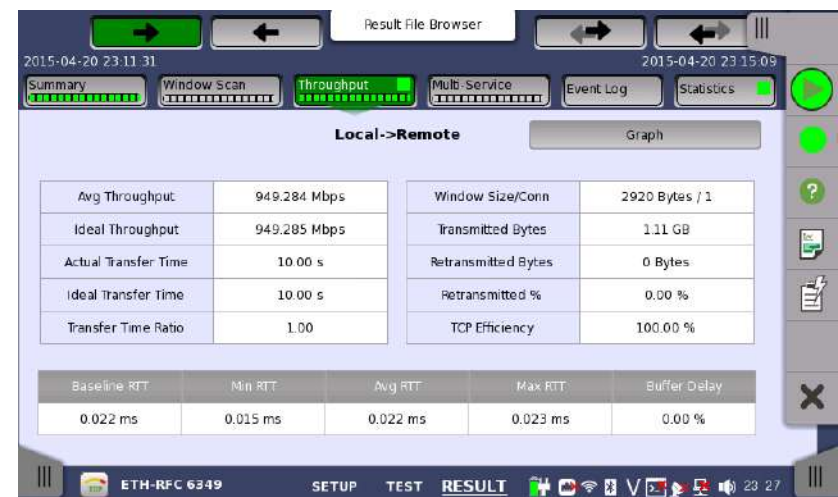 Result File Browser
2015-04-20 23:11:31
2015-04-20 23:15:09
Summary
Window Scan
Throughput
Multi-Service
Event Log
Statistics
Local->Remote
Graph
Avg Throughput 949.284 Mbps Window Size/Conn 2920 Bytes / 1
Ideal Throughput 949.285 Mbps Transmitted Bytes 1.11 GB
Actual Transfer Time 10.00 s Retransmitted Bytes 0 Bytes
Ideal Transfer Time 10.00 s Retransmitted % 0.00 %
Transfer Time Ratio 1.00 TCP Efficiency 100.00 %
Baseline RTT Min RTT Avg RTT Max RTT Buffer Delay
0.022 ms 0.015 ms 0.022 ms 0.023 ms 0.00 %
ETH-RFC 6349 SETUP TEST RESULT V 23 27